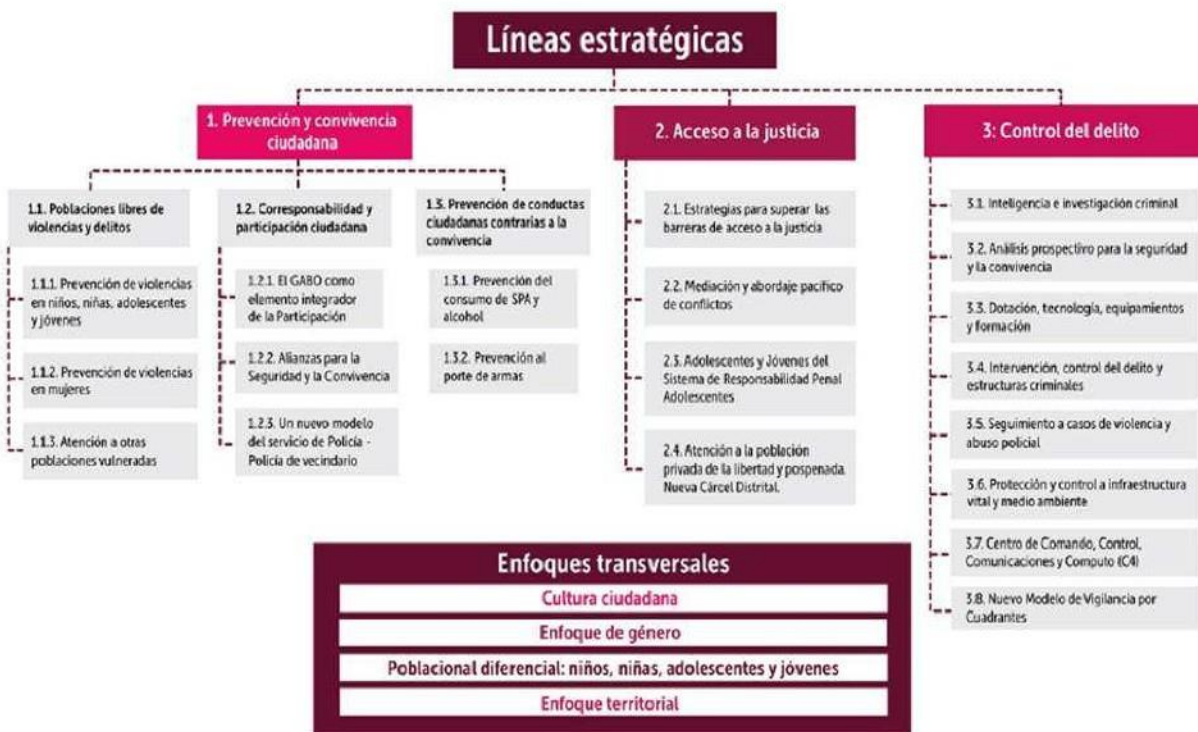 Líneas estratégicas
1. Prevención y convivencia
ciudadana
1.1. Poblaciones libres de
violencias y delitos
1.1.1 Prevención de violencias
en niños, niñas, adolescentes
y jóvenes
1.1.2 Prevención de violencias
en mujeres
1.1.3 Atención a otras
poblaciones vulneradas
1.2. Corresponsabilidad y
participación ciudadana
1.2.1. El GABO como
elemento integrador
de la Participación
1.2.2. Alianzas para la
Seguridad y la Convivencia
1.2.3. Un nuevo modelo
del servicio de Policía -
Policía de vecindario
1.3. Prevención de conductas
ciudadanas contrarias a la
convivencia
1.3.1. Prevención del
consumo de SPA y
alcohol
1.3.2. Prevención al
porte de armas
2. Acceso a la justicia
2.1. Estrategias para superar las
barreras de acceso a la justicia
2.2. Mediación y abordaje pacífico
de conflictos
2.3. Adolescentes y Jóvenes del
Sistema de Responsabilidad Penal
Adolescentes
2.4. Atención a la población
privada de la libertad y pospenada.
Nueva Cárcel Distrital.
3: Control del delito
3.1. Inteligencia e investigación criminal
3.2. Análisis prospectivo para la seguridad
y la convivencia
3.3. Dotación, tecnología, equipamientos
y formación
3.4. Intervención, control del delito y
estructuras criminales
3.5. Seguimiento a casos de violencia y
abuso policial
3.6. Protección y control a infraestructura
vital y medio ambiente
3.7. Centro de Comando, Control,
Comunicaciones y Computo (C4)
3.8. Nuevo Modelo de Vigilancia por
Cuadrantes
Enfoques transversales
Cultura ciudadana
Enfoque de género
Poblacional diferencial: niños, niñas, adolescentes y jóvenes
Enfoque territorial